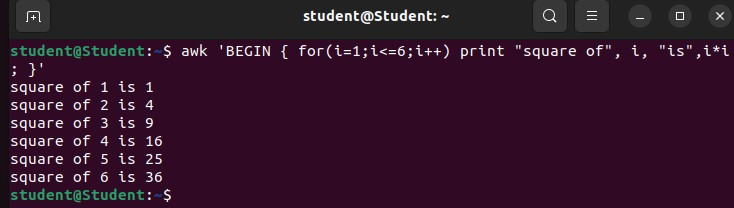 student@Student: ~
student@Student:~$ awk 'BEGIN { for(i=1;i<=6;i++) print "square of", i, "is",i*i
; }'
square of 1 is 1
square of 2 is 4
square of 3 is 9
square of 4 is 16
square of 5 is 25
square of 6 is 36
student@Student:~$